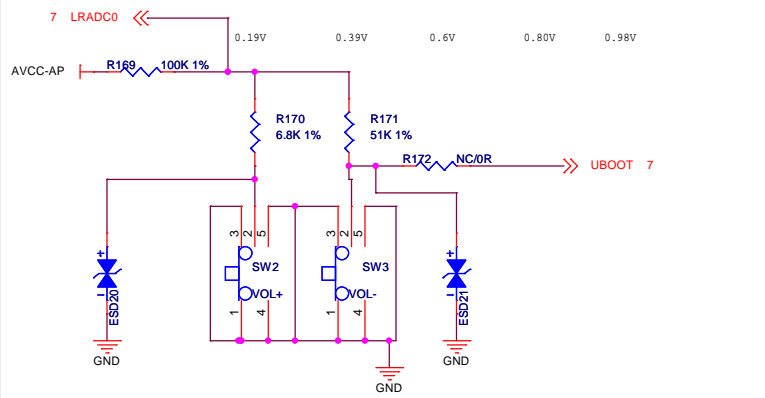 7 LRADC0
0.19V 0.39V 0.6V 0.80V 0.98V
AVCC-AP
R169 100K 1%
R170
6.8K 1%
R171
51K 1%
R172 NC/0R
UBOOT 7
3 2 5
3 2 5
SW2
SW3
VOL+
VOL-
1 4
1 4
+
-
ESD20
+
-
ESD21
GND
GND
GND